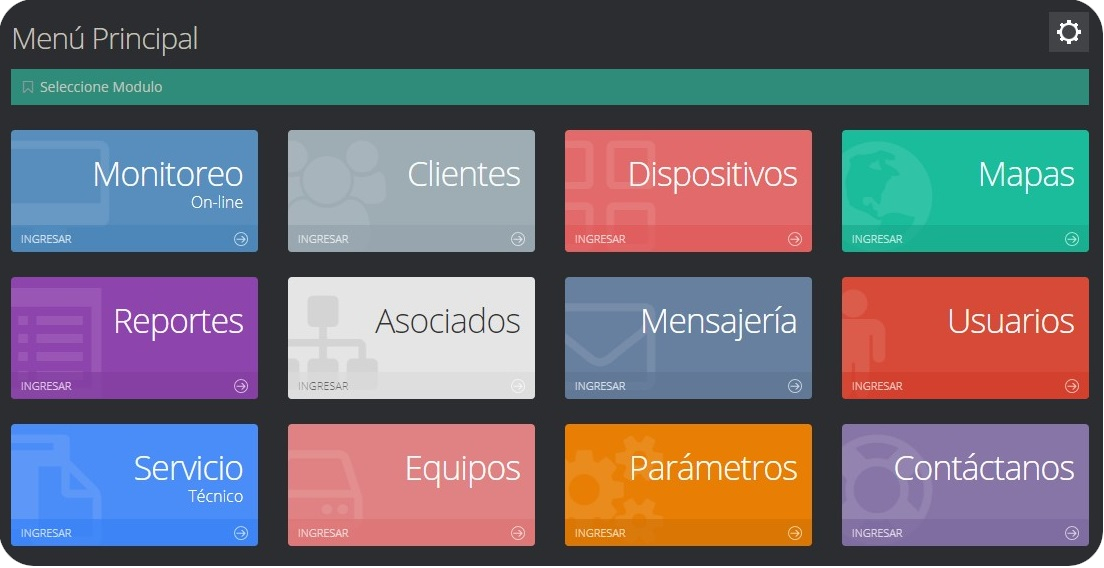 Menú Principal
Seleccione Modulo
Monitoreo
On-line
INGRESAR
Clientes
INGRESAR
Dispositivos
INGRESAR
Mapas
INGRESAR
Reportes
INGRESAR
Asociados
INGRESAR
Mensajería
INGRESAR
Usuarios
INGRESAR
Servicio
Técnico
INGRESAR
Equipos
INGRESAR
Parámetros
INGRESAR
Contáctanos
INGRESAR